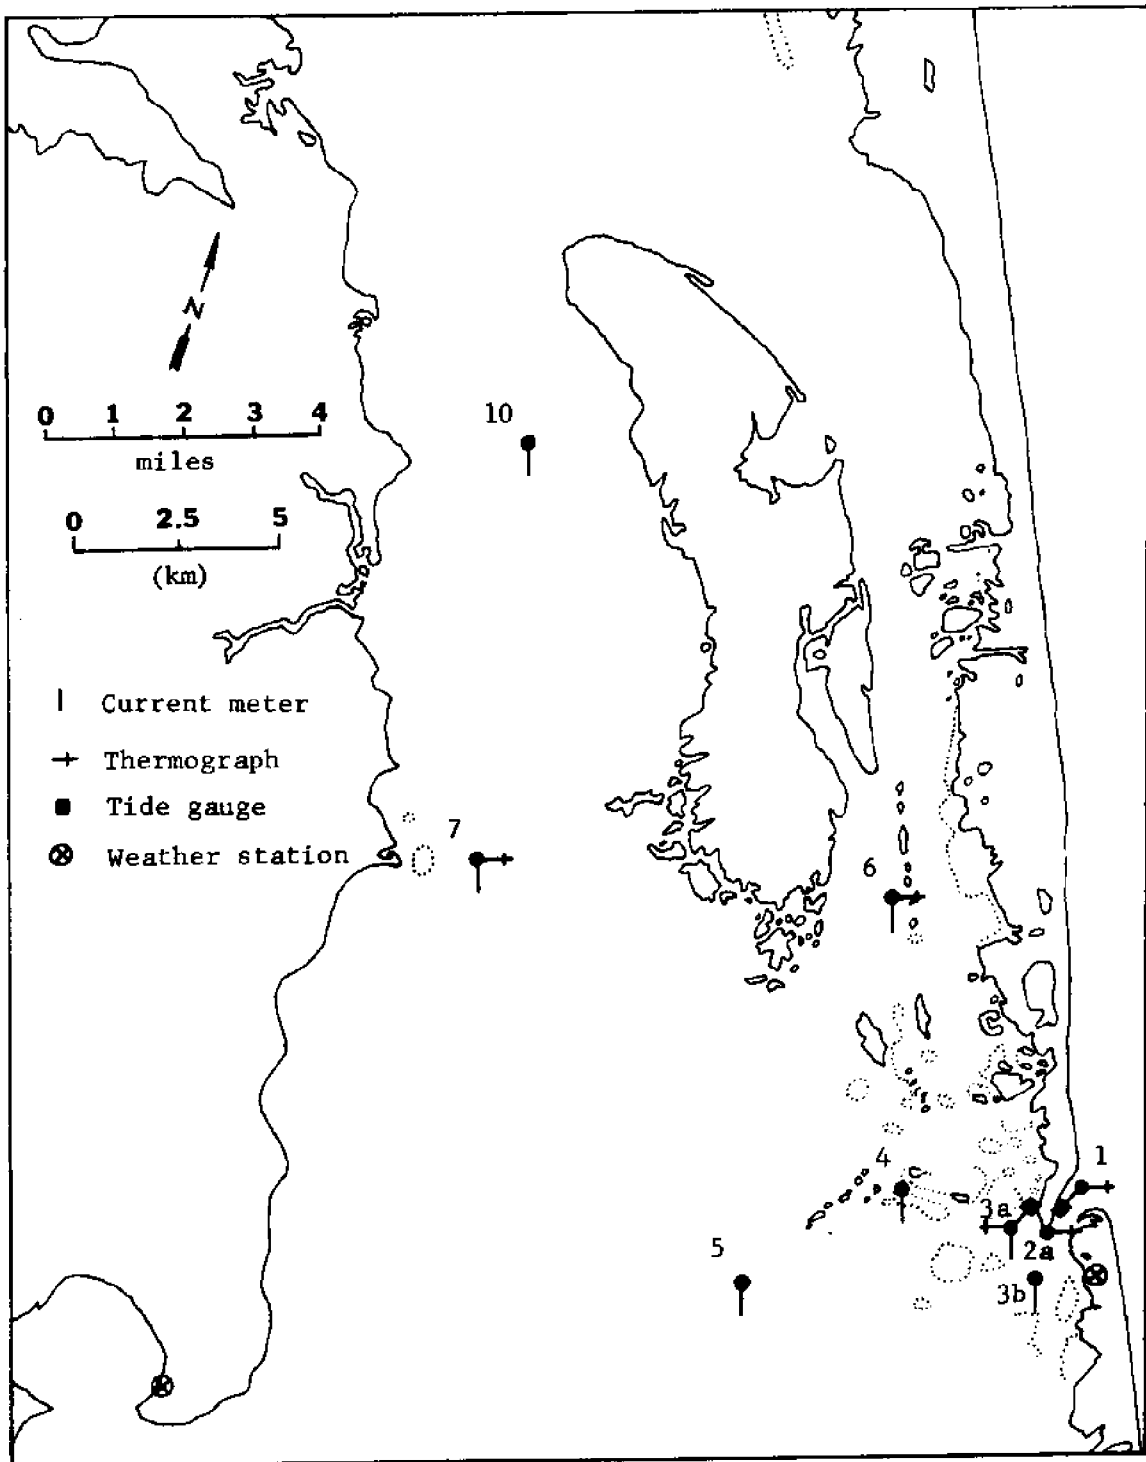 N
0 1 2 3 4
miles
0 2.5 5
(km)
10
Current meter
Thermograph
Tide gauge
Weather station
7
6
4
1
3a
2a
5
3b